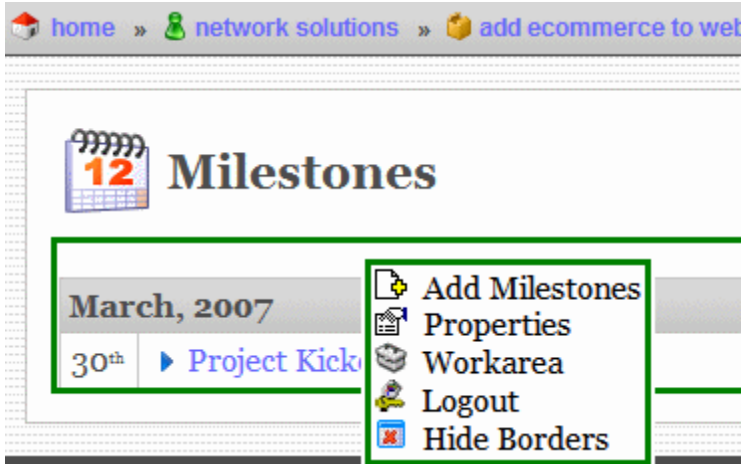 home » network solutions » add ecommerce to web
12 Milestones
March, 2007
Add Milestones
Properties
30th Project Kick
Workarea
Logout
Hide Borders